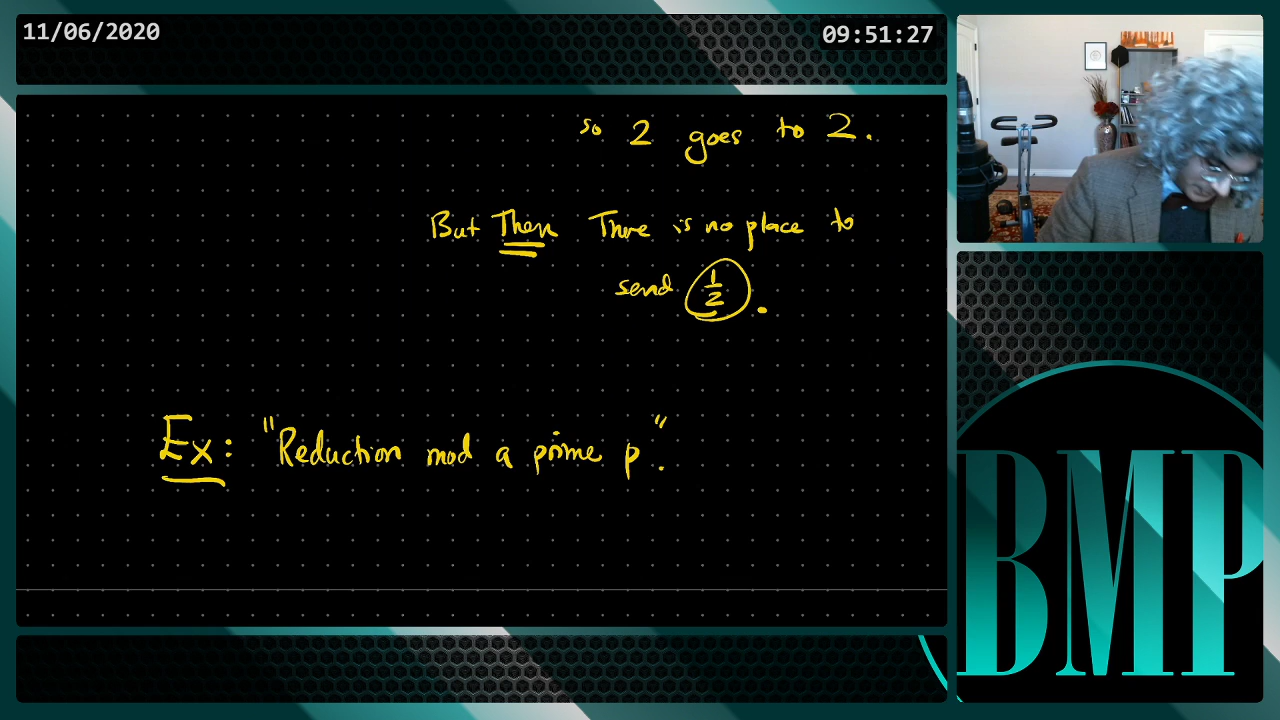 11/06/2020
09:51:27
so 2 goes to 2.
But Then There is no place to
send 1/2 .
Ex: "Reduction mod a prime p."
BMP